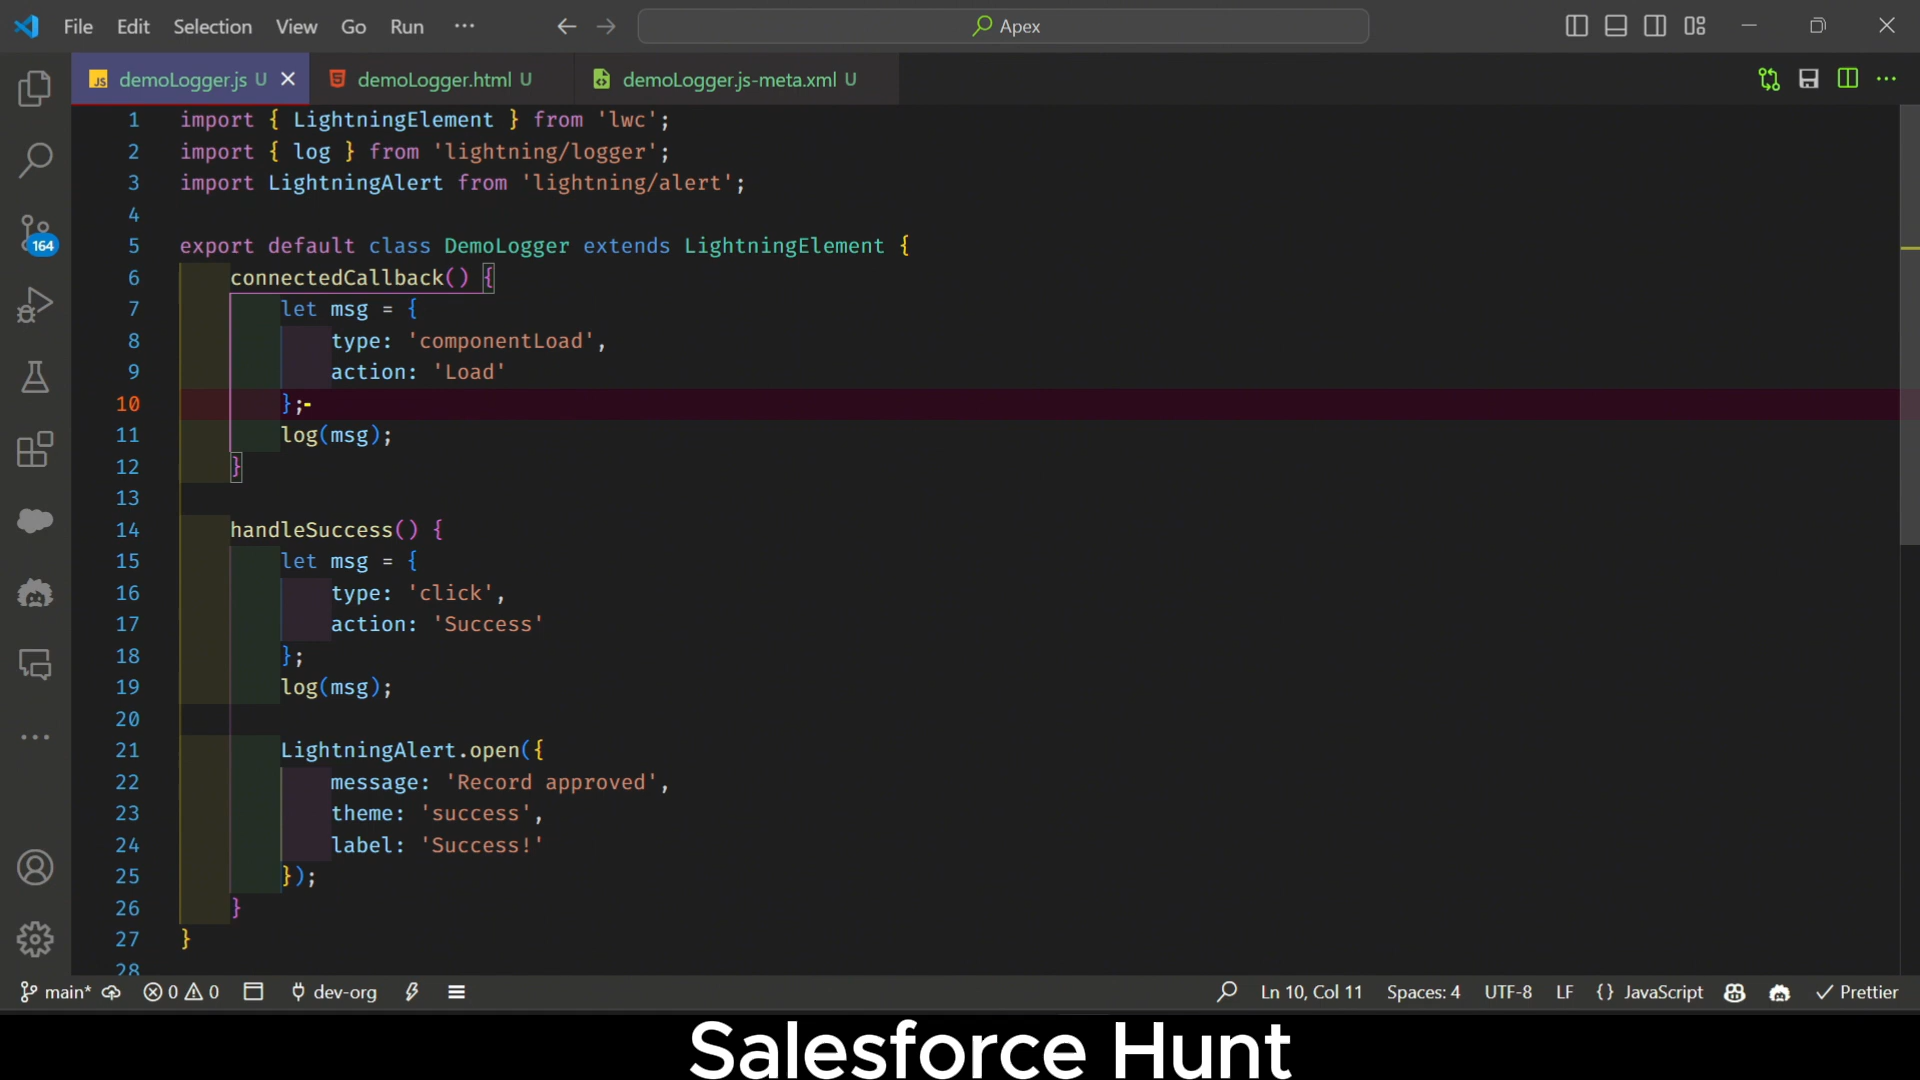 File Edit Selection View Go Run ··· Apex
demoLogger.js U demoLogger.html U demoLogger.js-meta.xml U
1 import { LightningElement } from 'lwc';
2 import { log } from 'lightning/logger';
3 import LightningAlert from 'lightning/alert';
4
5 export default class DemoLogger extends LightningElement {
6 connectedCallback() {
7 let msg = {
8 type: 'componentLoad',
9 action: 'Load'
10 };
11 log(msg);
12 }
13
14 handleSuccess() {
15 let msg = {
16 type: 'click',
17 action: 'Success'
18 };
19 log(msg);
20
21 LightningAlert.open({
22 message: 'Record approved',
23 theme: 'success',
24 label: 'Success!'
25 });
26 }
27 }
28
164
main* 0 0 dev-org Ln 10, Col 11 Spaces: 4 UTF-8 LF {} JavaScript Prettier
Salesforce Hunt